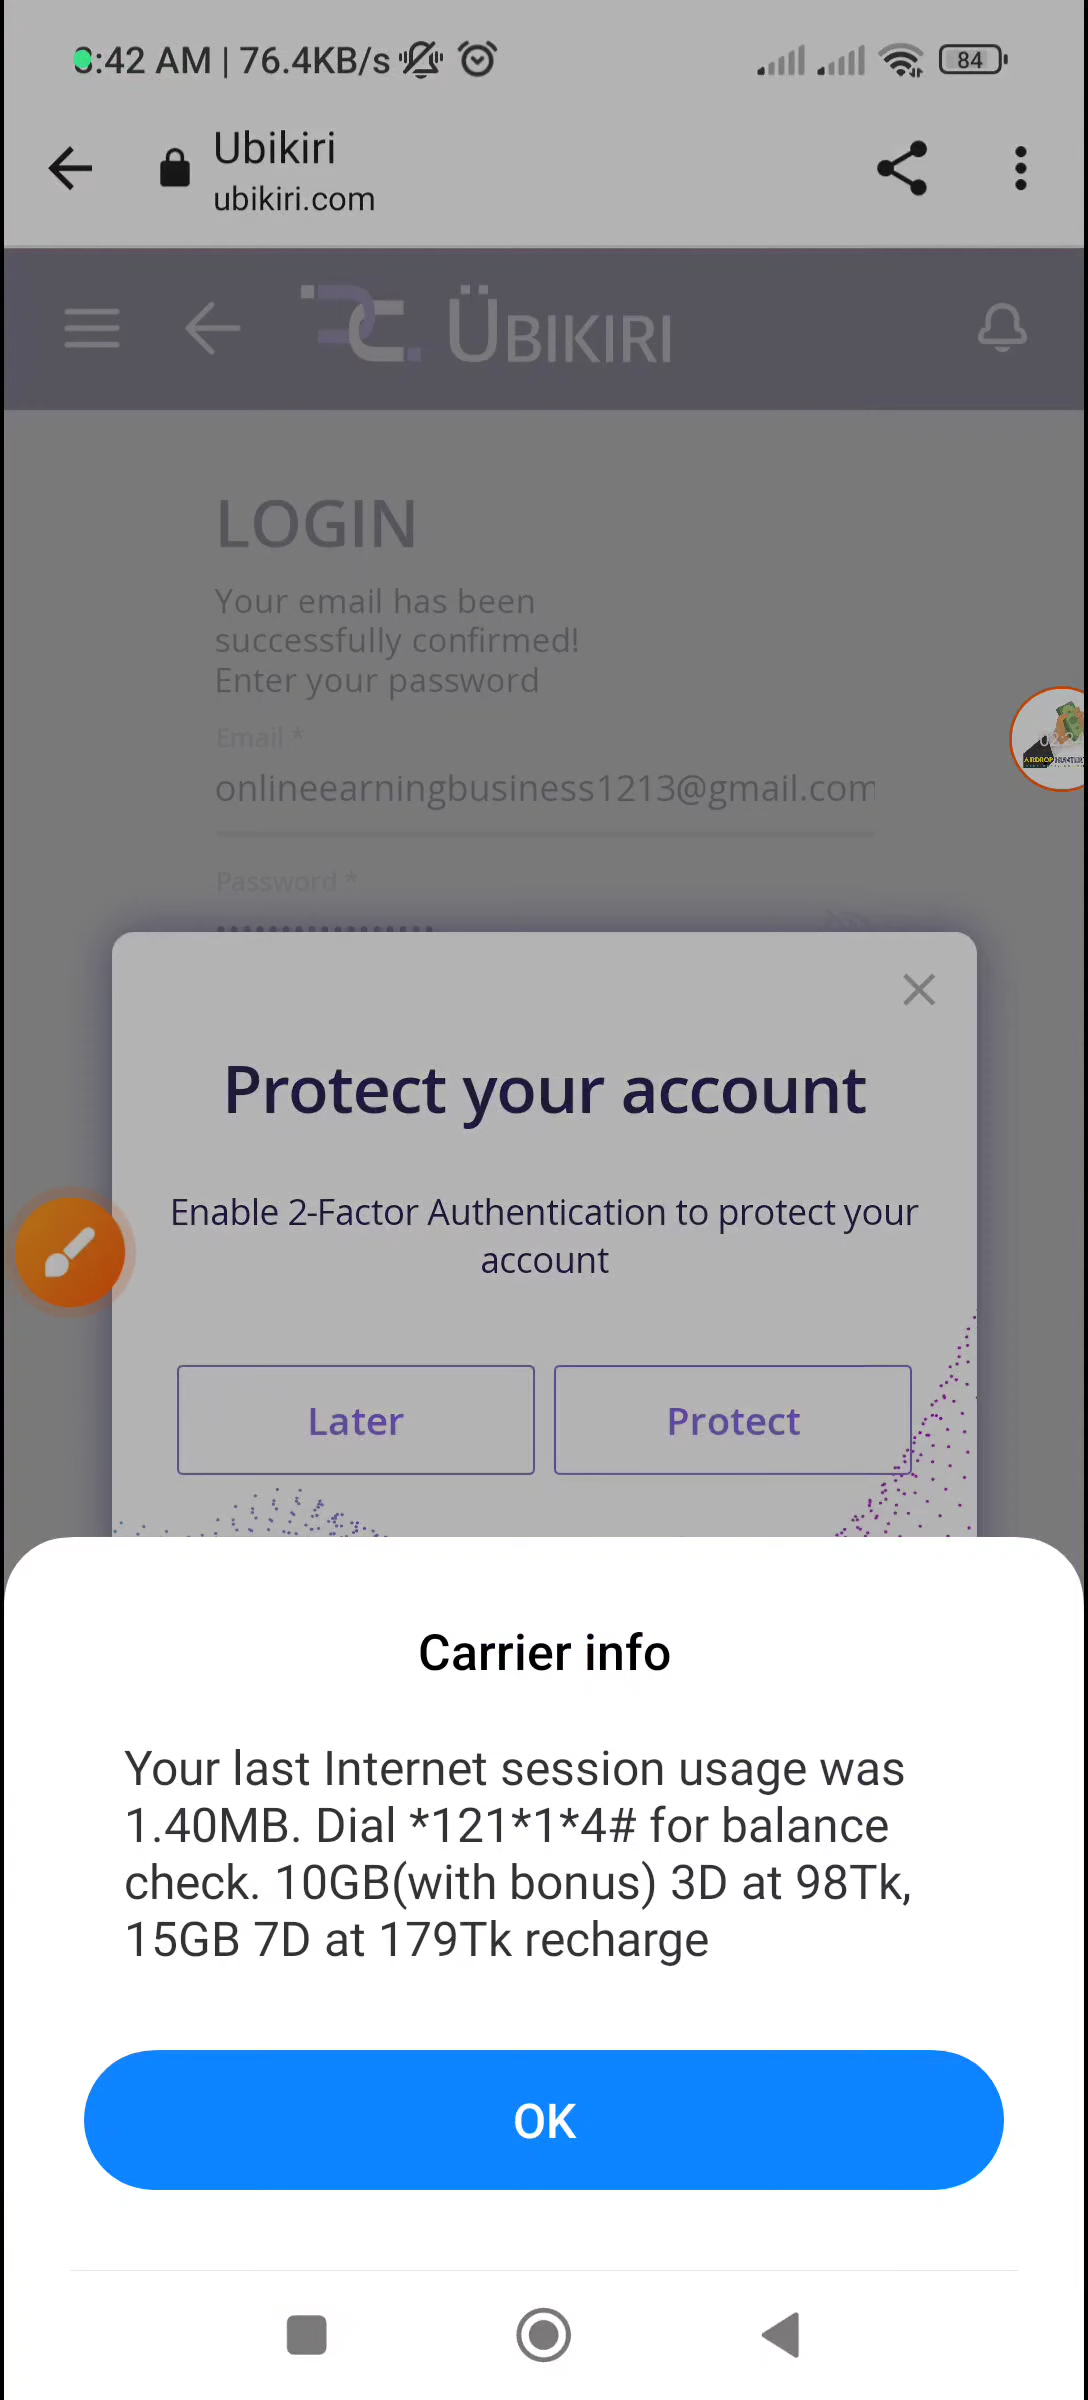 :42 AM | 76.4KB/s
84
Ubikiri
ubikiri.com
ÜBIKIRI
LOGIN
Your email has been
successfully confirmed!
Enter your password
Email *
onlineearningbusiness1213@gmail.com
Password *
AIRDROP HUNTER
Protect your account
Enable 2-Factor Authentication to protect your
account
Later
Protect
Carrier info
Your last Internet session usage was
1.40MB. Dial *121*1*4# for balance
check. 10GB(with bonus) 3D at 98Tk,
15GB 7D at 179Tk recharge
OK